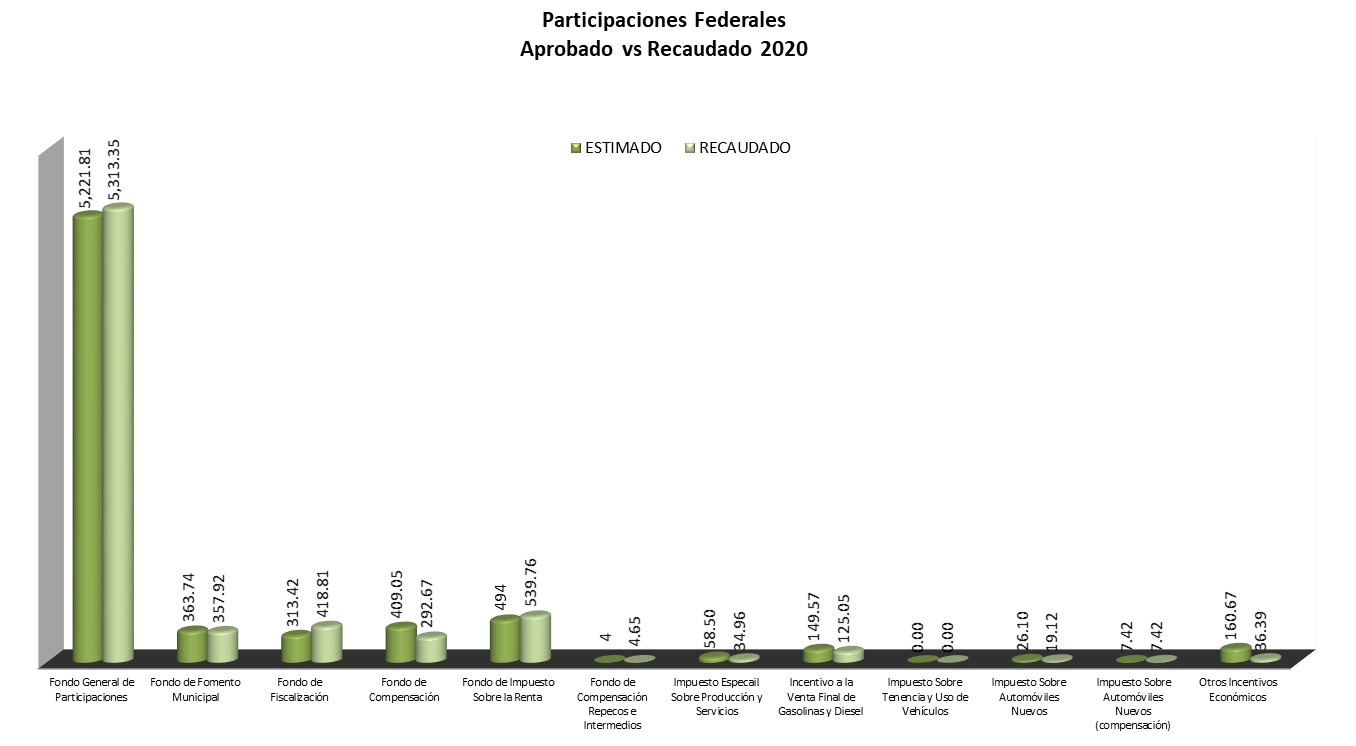 Participaciones Federales
Aprobado vs Recaudado 2020
ESTIMADO
RECAUDADO
5,221.81
5,313.35
363.74
357.92
313.42
418.81
409.05
292.67
494
539.76
4
4.65
58.50
34.96
149.57
125.05
0.00
0.00
26.10
19.12
7.42
7.42
160.67
36.39
Fondo General de
Participaciones
Fondo de Fomento
Municipal
Fondo de
Fiscalización
Fondo de
Compensación
Fondo de Impuesto
Sobre la Renta
Fondo de
Compensación
Repecos e
Intermedios
Impuesto Especail
Sobre Producción y
Servicios
Incentivo a la
Venta Final de
Gasolinas y Diesel
Impuesto Sobre
Tenencia y Uso de
Vehículos
Impuesto Sobre
Automóviles
Nuevos
Impuesto Sobre
Automóviles
Nuevos
(compensación)
Otros Incentivos
Económicos